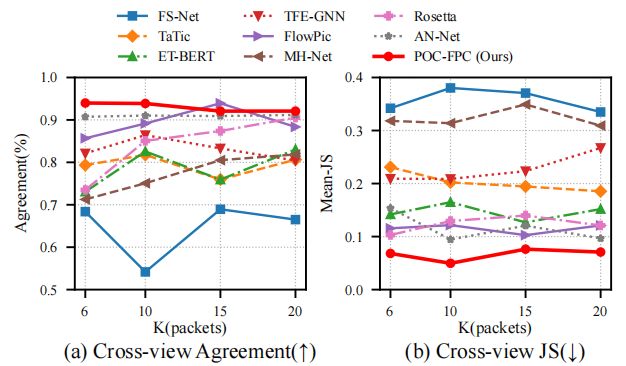 FS-Net TFE-GNN Rosetta
TaTic FlowPic AN-Net
ET-BERT MH-Net POC-FPC (Ours)
1.0
0.9
0.8
0.7
0.6
0.5
Agreement(%)
6 10 15 20
K(packets)
(a) Cross-view Agreement(↑)
0.4
0.3
0.2
0.1
0.0
Mean-JS
6 10 15 20
K(packets)
(b) Cross-view JS(↓)